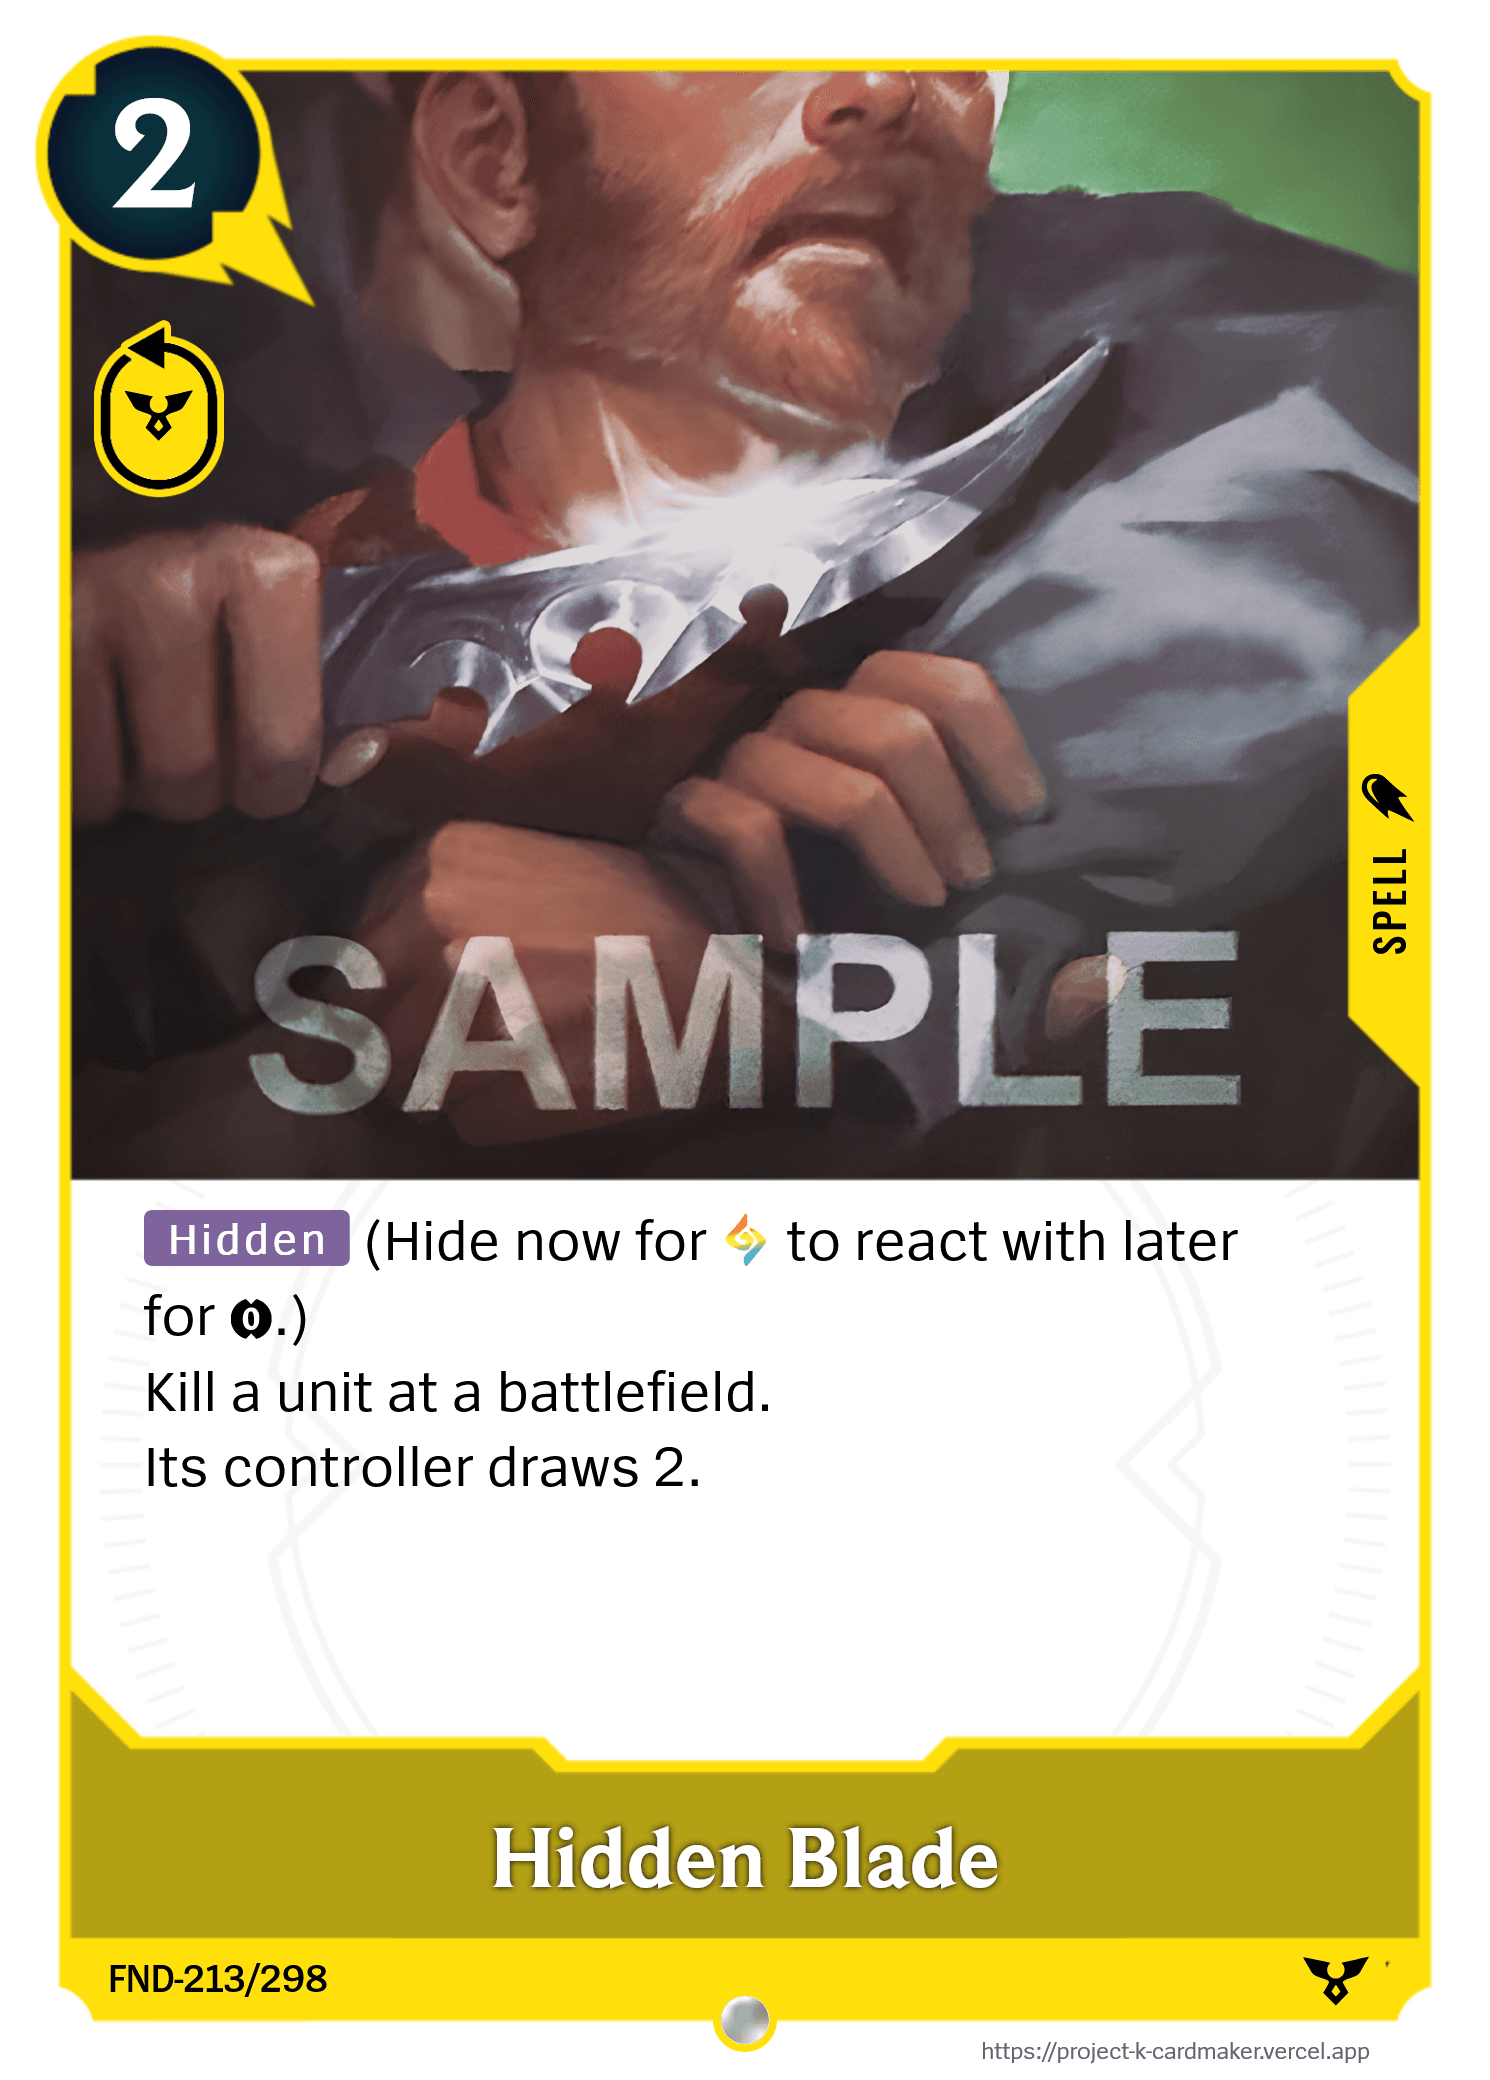 2
SPELL
SAMPLE
Hidden (Hide now for to react with later
for 0.)
Kill a unit at a battlefield.
Its controller draws 2.
Hidden Blade
FND-213/298
https://project-k-cardmaker.vercel.app